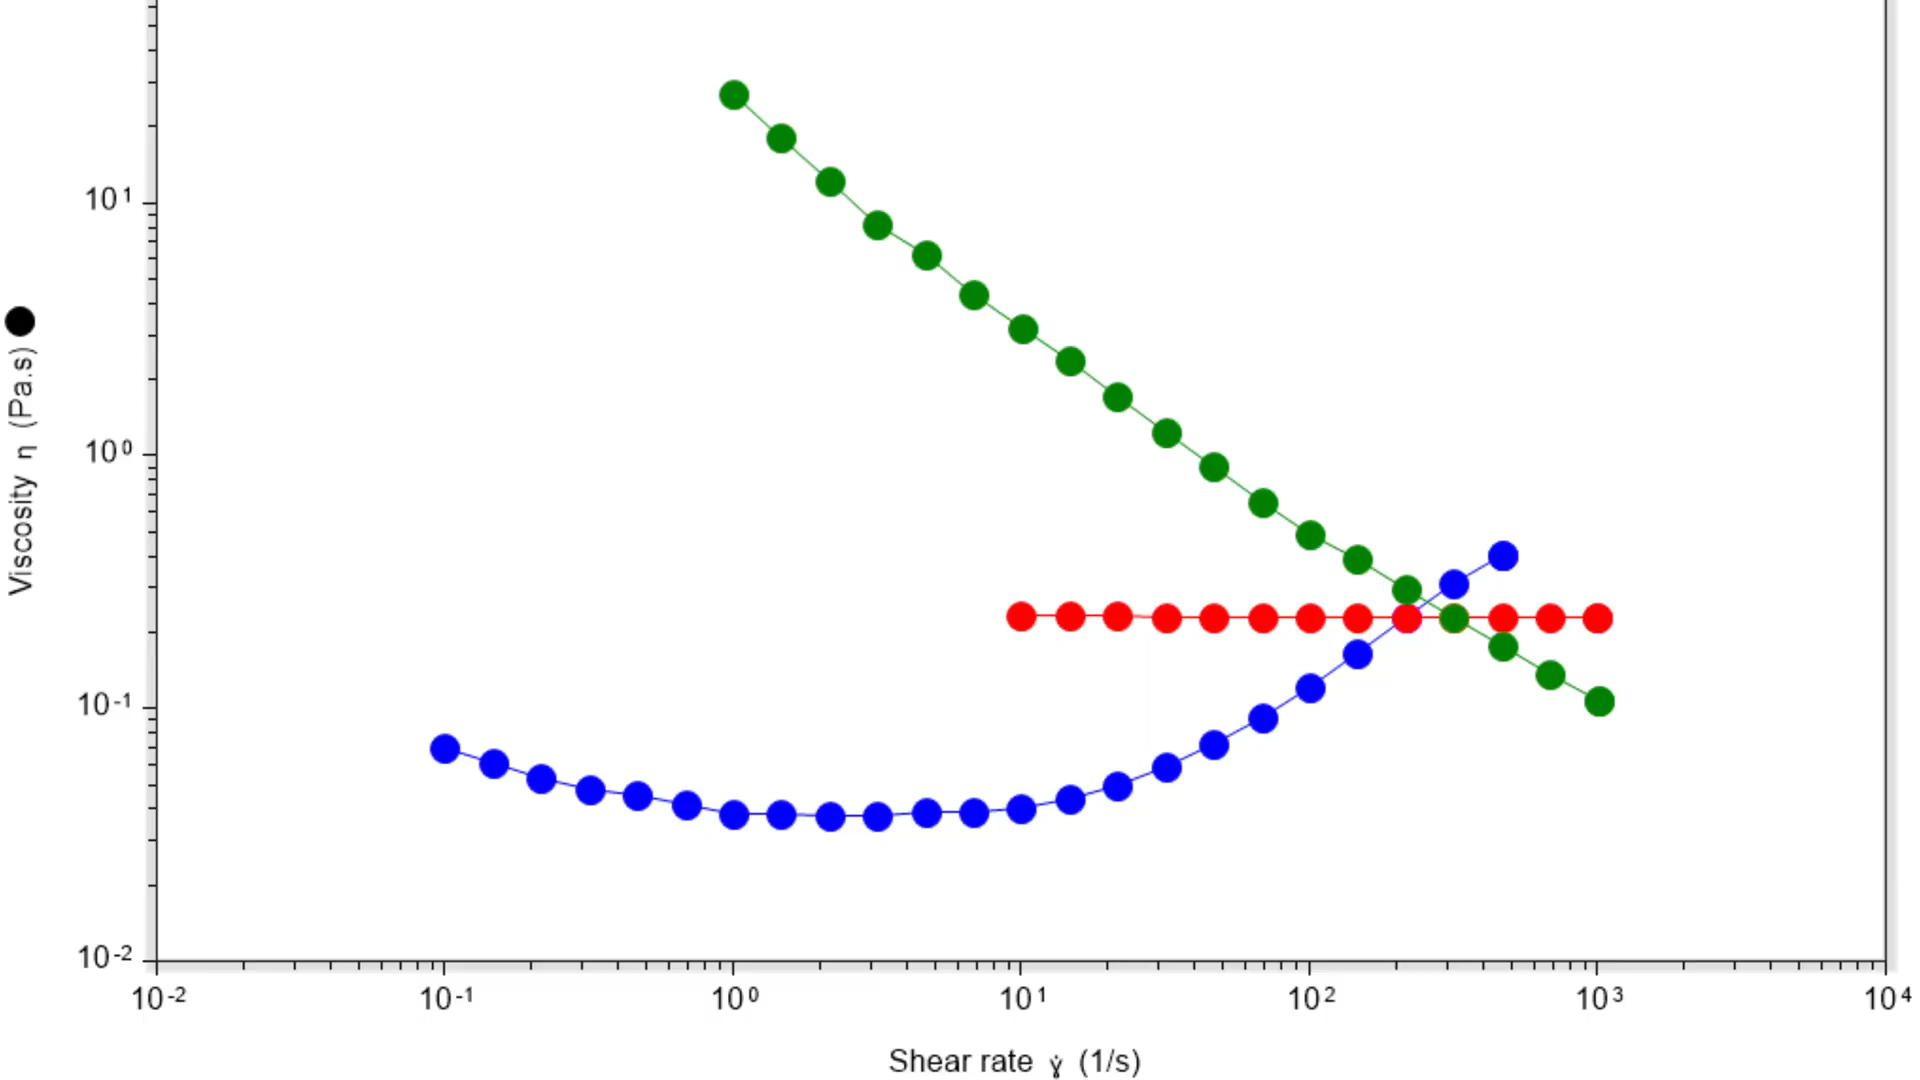 10¹
10⁰
10⁻¹
10⁻²
Viscosity η (Pa.s)
10⁻² 10⁻¹ 10⁰ 10¹ 10² 10³ 10⁴
Shear rate γ̇ (1/s)